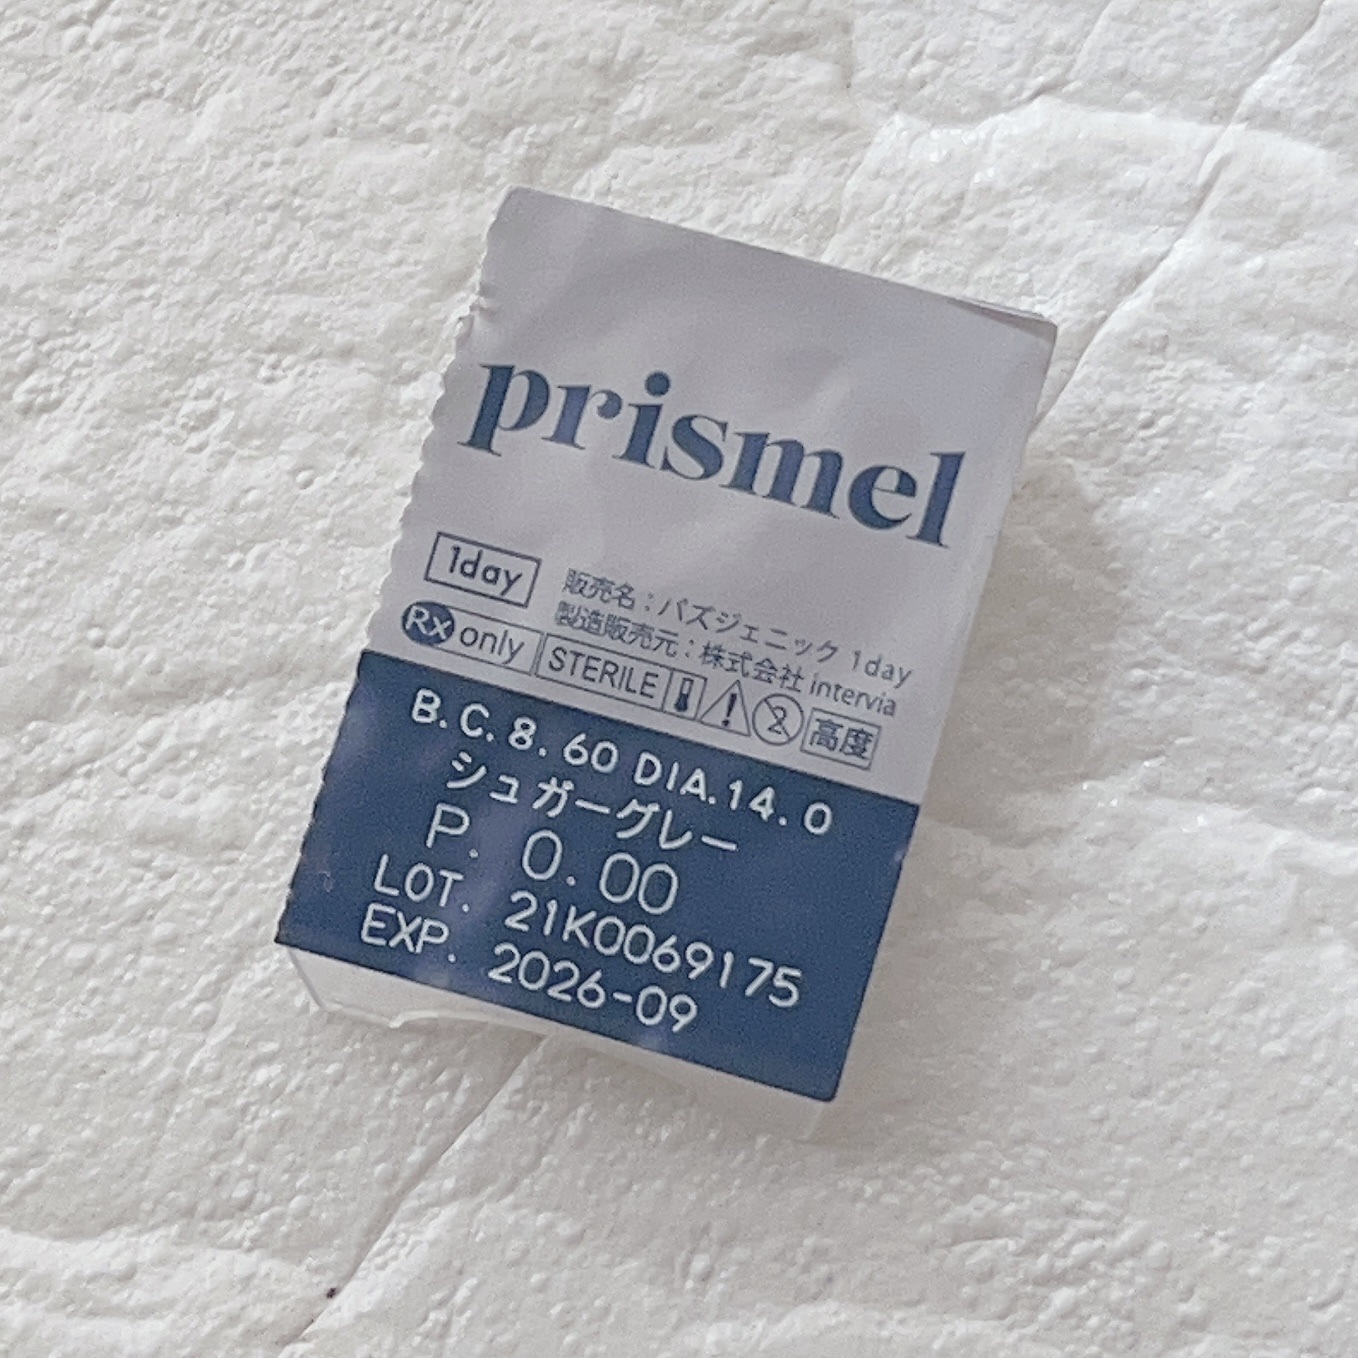 prismel
1day
販売名：パズジェニック 1day
製造販売元：株式会社 intervia
Rx only STERILE 2 高度
B.C.8.60 DIA.14.0
シュガーグレー
P. 0.00
LOT. 21K0069175
EXP. 2026-09